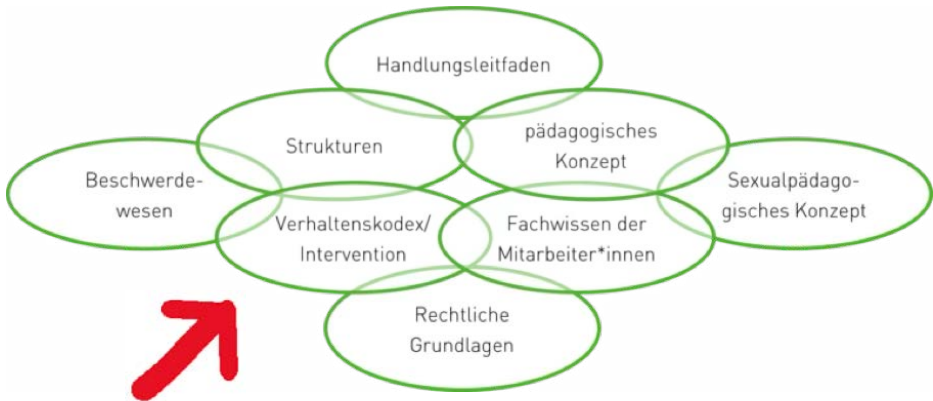 Handlungsleitfaden
Strukturen
pädagogisches
Konzept
Beschwerde-
wesen
Sexualpädago-
gisches Konzept
Verhaltenskodex/
Intervention
Fachwissen der
Mitarbeiter*innen
Rechtliche
Grundlagen